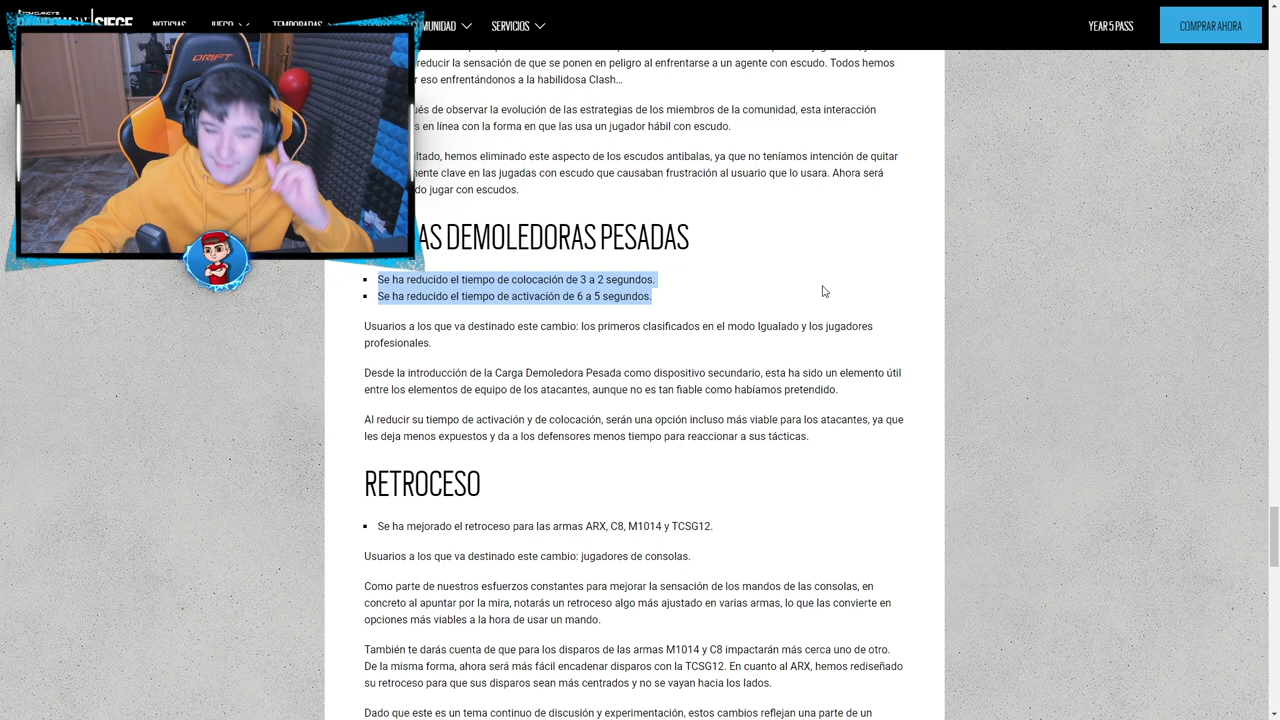 TOM CLANCY'S
SIEGE
NOTICIAS
JUEGO
TEMPORADAS
SERVICIOS
YEAR 5 PASS
COMPRAR AHORA
reducir la sensación de que se ponen en peligro al enfrentarse a un agente con escudo. Todos hemos
eso enfrentándonos a la habilidosa Clash…
de observar la evolución de las estrategias de los miembros de la comunidad, esta interacción
en línea con la forma en que las usa un jugador hábil con escudo.
hemos eliminado este aspecto de los escudos antibalas, ya que no teníamos intención de quitar
clave en las jugadas con escudo que causaban frustración al usuario que lo usara. Ahora será
jugar con escudos.
DEMOLEDORAS PESADAS
Se ha reducido el tiempo de colocación de 3 a 2 segundos.
Se ha reducido el tiempo de activación de 6 a 5 segundos.
Usuarios a los que va destinado este cambio: los primeros clasificados en el modo Igualado y los jugadores
profesionales.
Desde la introducción de la Carga Demoledora Pesada como dispositivo secundario, esta ha sido un elemento útil
entre los elementos de equipo de los atacantes, aunque no es tan fiable como habíamos pretendido.
Al reducir su tiempo de activación y de colocación, serán una opción incluso más viable para los atacantes, ya que
les deja menos expuestos y da a los defensores menos tiempo para reaccionar a sus tácticas.
RETROCESO
Se ha mejorado el retroceso para las armas ARX, C8, M1014 y TCSG12.
Usuarios a los que va destinado este cambio: jugadores de consolas.
Como parte de nuestros esfuerzos constantes para mejorar la sensación de los mandos de las consolas, en
concreto al apuntar por la mira, notarás un retroceso algo más ajustado en varias armas, lo que las convierte en
opciones más viables a la hora de usar un mando.
También te darás cuenta de que para los disparos de las armas M1014 y C8 impactarán más cerca uno de otro.
De la misma forma, ahora será más fácil encadenar disparos con la TCSG12. En cuanto al ARX, hemos rediseñado
su retroceso para que sus disparos sean más centrados y no se vayan hacia los lados.
Dado que este es un tema continuo de discusión y experimentación, estos cambios reflejan una parte de un
DRIFT